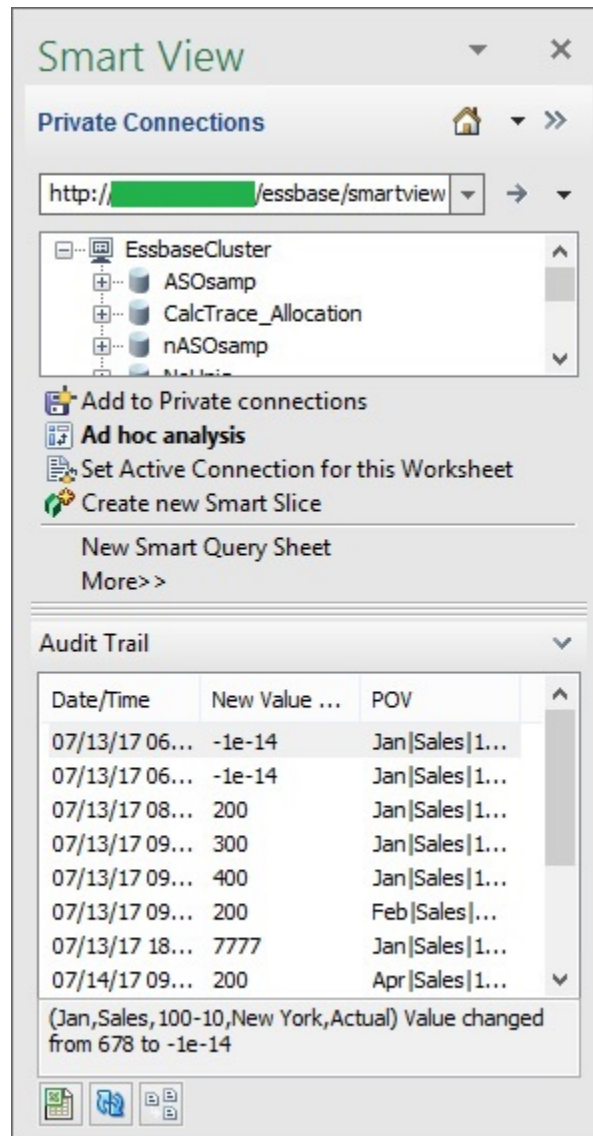 Smart View
Private Connections
http:// /essbase/smartview
EssbaseCluster
ASOsamp
CalcTrace_Allocation
nASOsamp
Add to Private connections
Ad hoc analysis
Set Active Connection for this Worksheet
Create new Smart Slice
New Smart Query Sheet
More>>
Audit Trail
Date/Time New Value ... POV
07/13/17 06... -1e-14 Jan|Sales|1...
07/13/17 06... -1e-14 Jan|Sales|1...
07/13/17 08... 200 Jan|Sales|1...
07/13/17 09... 300 Jan|Sales|1...
07/13/17 09... 400 Jan|Sales|1...
07/13/17 09... 200 Feb|Sales|...
07/13/17 18... 7777 Jan|Sales|1...
07/14/17 09... 200 Apr|Sales|1...
(Jan,Sales,100-10,New York,Actual) Value changed
from 678 to -1e-14